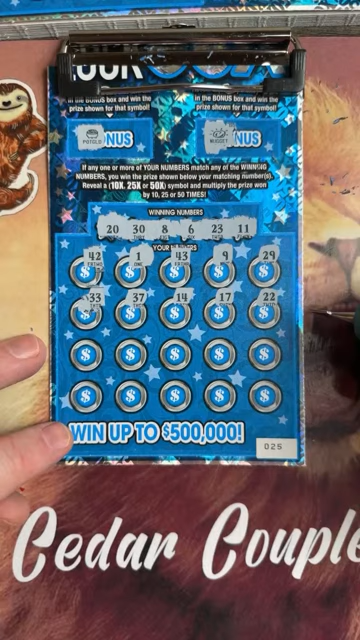 In the BONUS box and win the
prize shown for that symbol!
In the BONUS box and win the
prize shown for that symbol!
NUS
POTGLD
NUS
NUGGET
If any one or more of YOUR NUMBERS match any of the WINNING
NUMBERS, you win the prize shown below your matching number(s).
Reveal a (10X, 25X or 50X) symbol and multiply the prize won
by 10, 25 or 50 TIMES!
WINNING NUMBERS
20 30 8 6 23 11
YOUR NUMBERS
42 1 43 9 29
33 37 14 17 22
WIN UP TO $500,000!
025
Cedar Couple